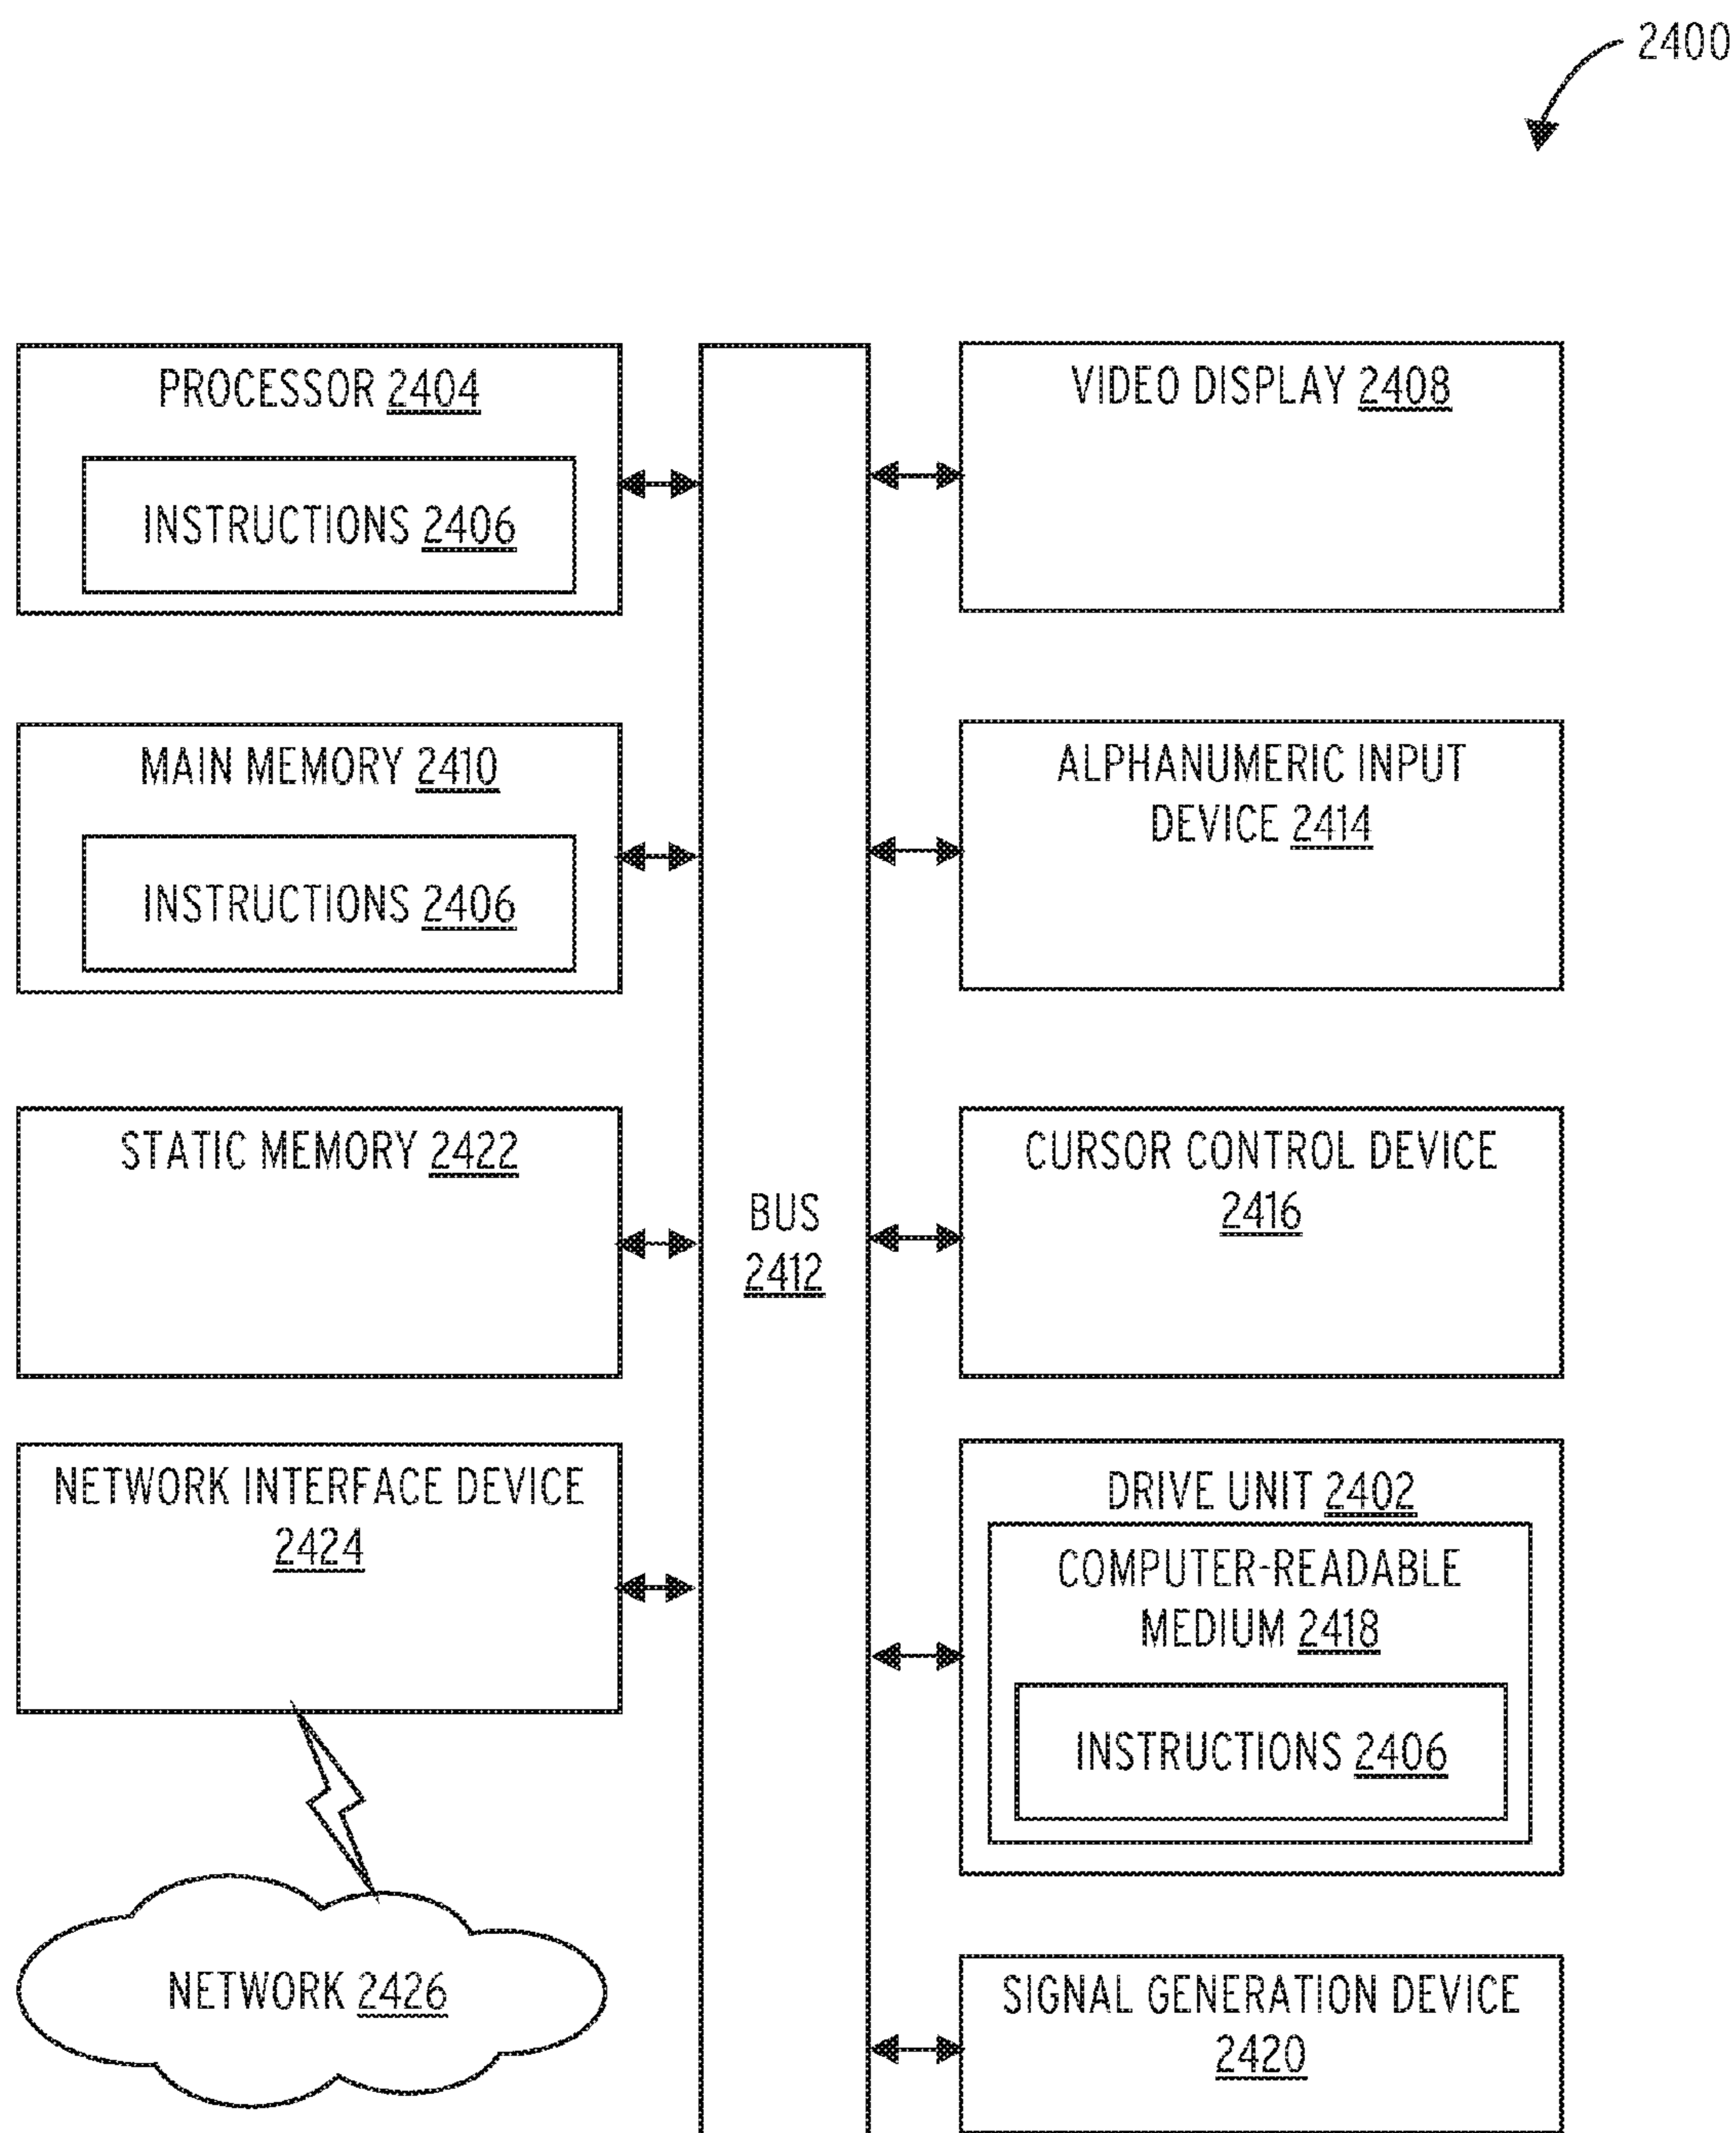 2400
PROCESSOR 2404
INSTRUCTIONS 2406
MAIN MEMORY 2410
INSTRUCTIONS 2406
STATIC MEMORY 2422
NETWORK INTERFACE DEVICE
2424
NETWORK 2426
BUS
2412
VIDEO DISPLAY 2408
ALPHANUMERIC INPUT
DEVICE 2414
CURSOR CONTROL DEVICE
2416
DRIVE UNIT 2402
COMPUTER-READABLE
MEDIUM 2418
INSTRUCTIONS 2406
SIGNAL GENERATION DEVICE
2420